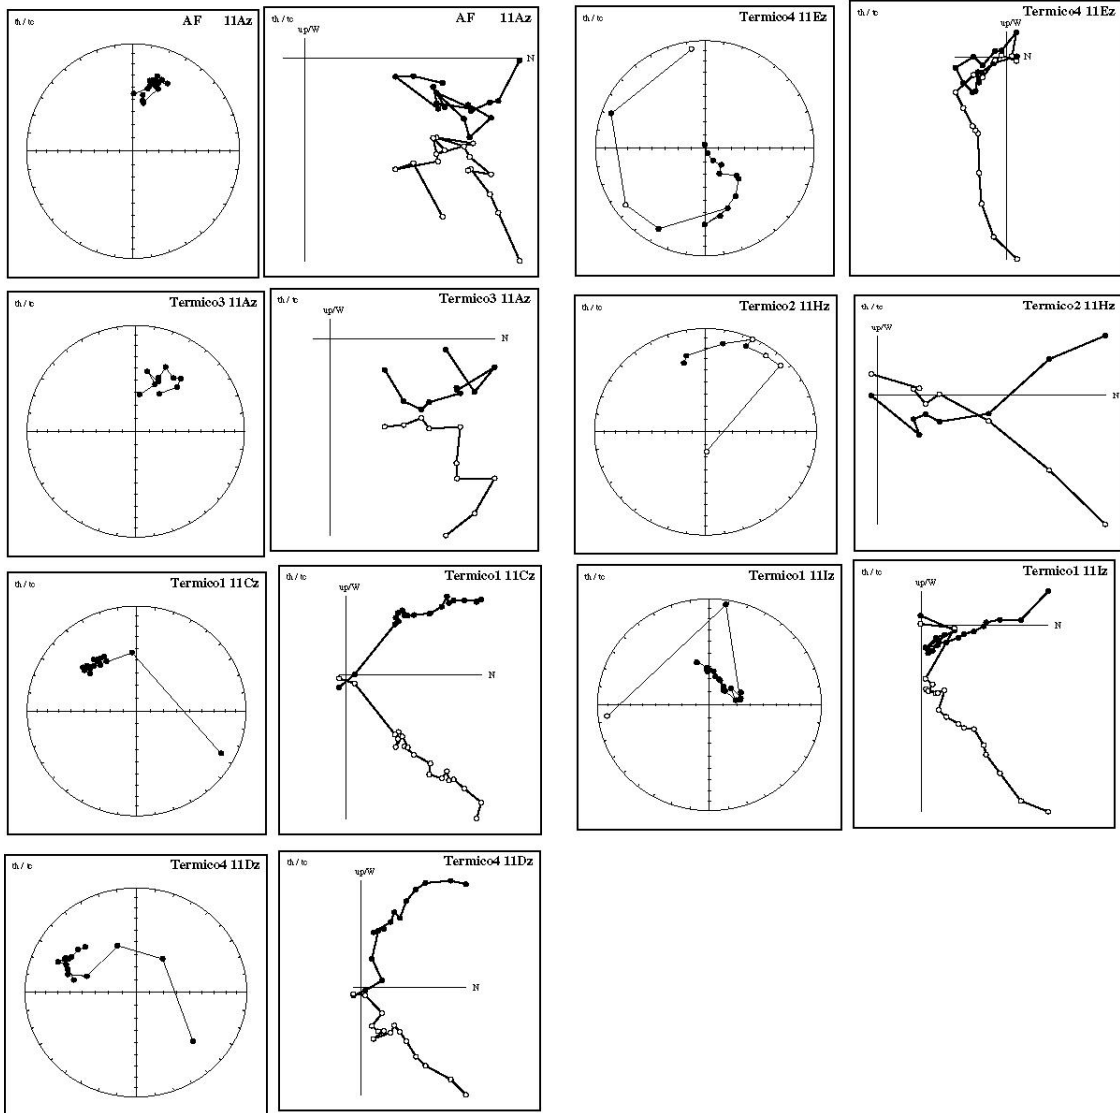 th / tc AF 11Az
th / tc AF 11Az
up/W
N
th / tc Termico4 11Ez
th / tc Termico4 11Ez
up/W
N
th / tc Termico3 11Az
th / tc Termico3 11Az
up/W
N
th / tc Termico2 11Hz
th / tc Termico2 11Hz
up/W
N
th / tc Termico1 11Cz
th / tc Termico1 11Cz
up/W
N
th / tc Termico1 11Iz
th / tc Termico1 11Iz
up/W
N
th / tc Termico4 11Dz
th / tc Termico4 11Dz
up/W
N